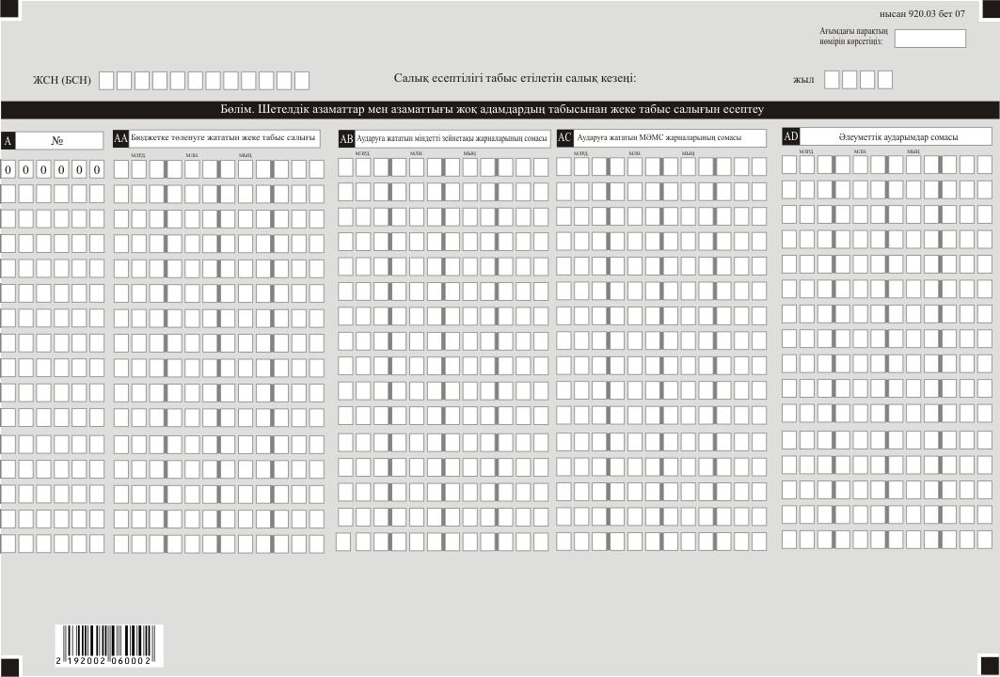 нысан 920.03 бет 07
Ағымдағы парақтың
нөмірін көрсетіңіз:
ЖСН (БСН)
Салық есептілігі табыс етілетін салық кезеңі:
жыл
Бөлім. Шетелдік азаматтар мен азаматтығы жоқ адамдардың табысынан жеке табыс салығын есептеу
A №
AA Бюджетке төленуге жататын жеке табыс салығы
AB Аударуға жататын міндетті зейнетақы жарналарының сомасы
AC Аударуға жататын МӘМС жарналарының сомасы
AD Әлеуметтік аударымдар сомасы
МЛРД. МЛН. МЫҢ МЛРД. МЛН. МЫҢ МЛРД. МЛН. МЫҢ МЛРД. МЛН. МЫҢ
0 0 0 0 0 0
2 192002 060002